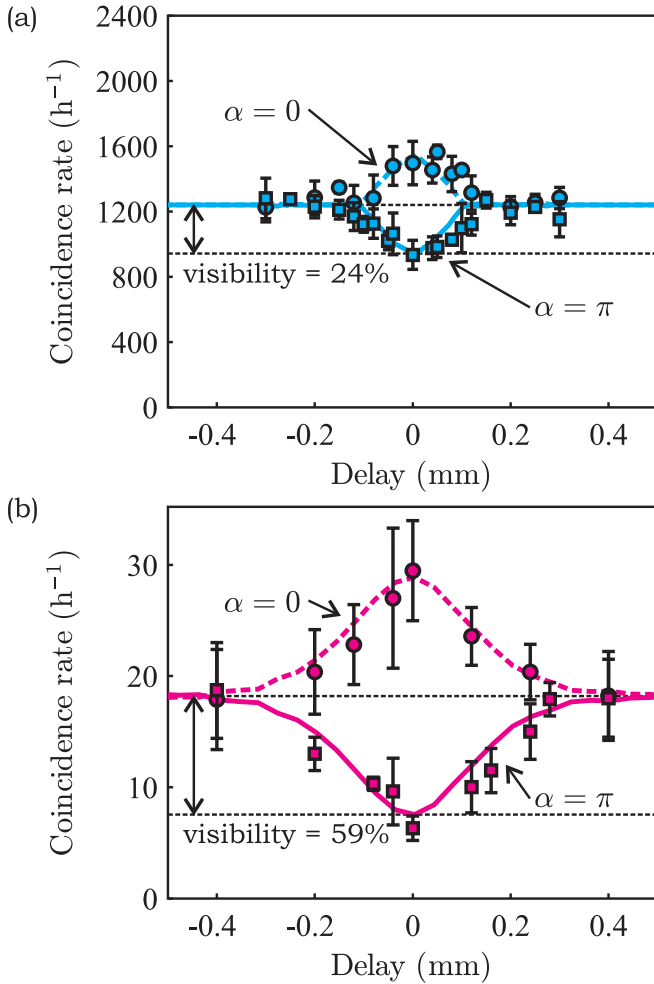 (a)
Coincidence rate (h⁻¹)
2400
2000
1600
1200
800
400
0
α = 0
visibility = 24%
α = π
-0.4
-0.2
0
0.2
0.4
Delay (mm)
(b)
Coincidence rate (h⁻¹)
30
20
10
0
α = 0
visibility = 59%
α = π
-0.4
-0.2
0
0.2
0.4
Delay (mm)